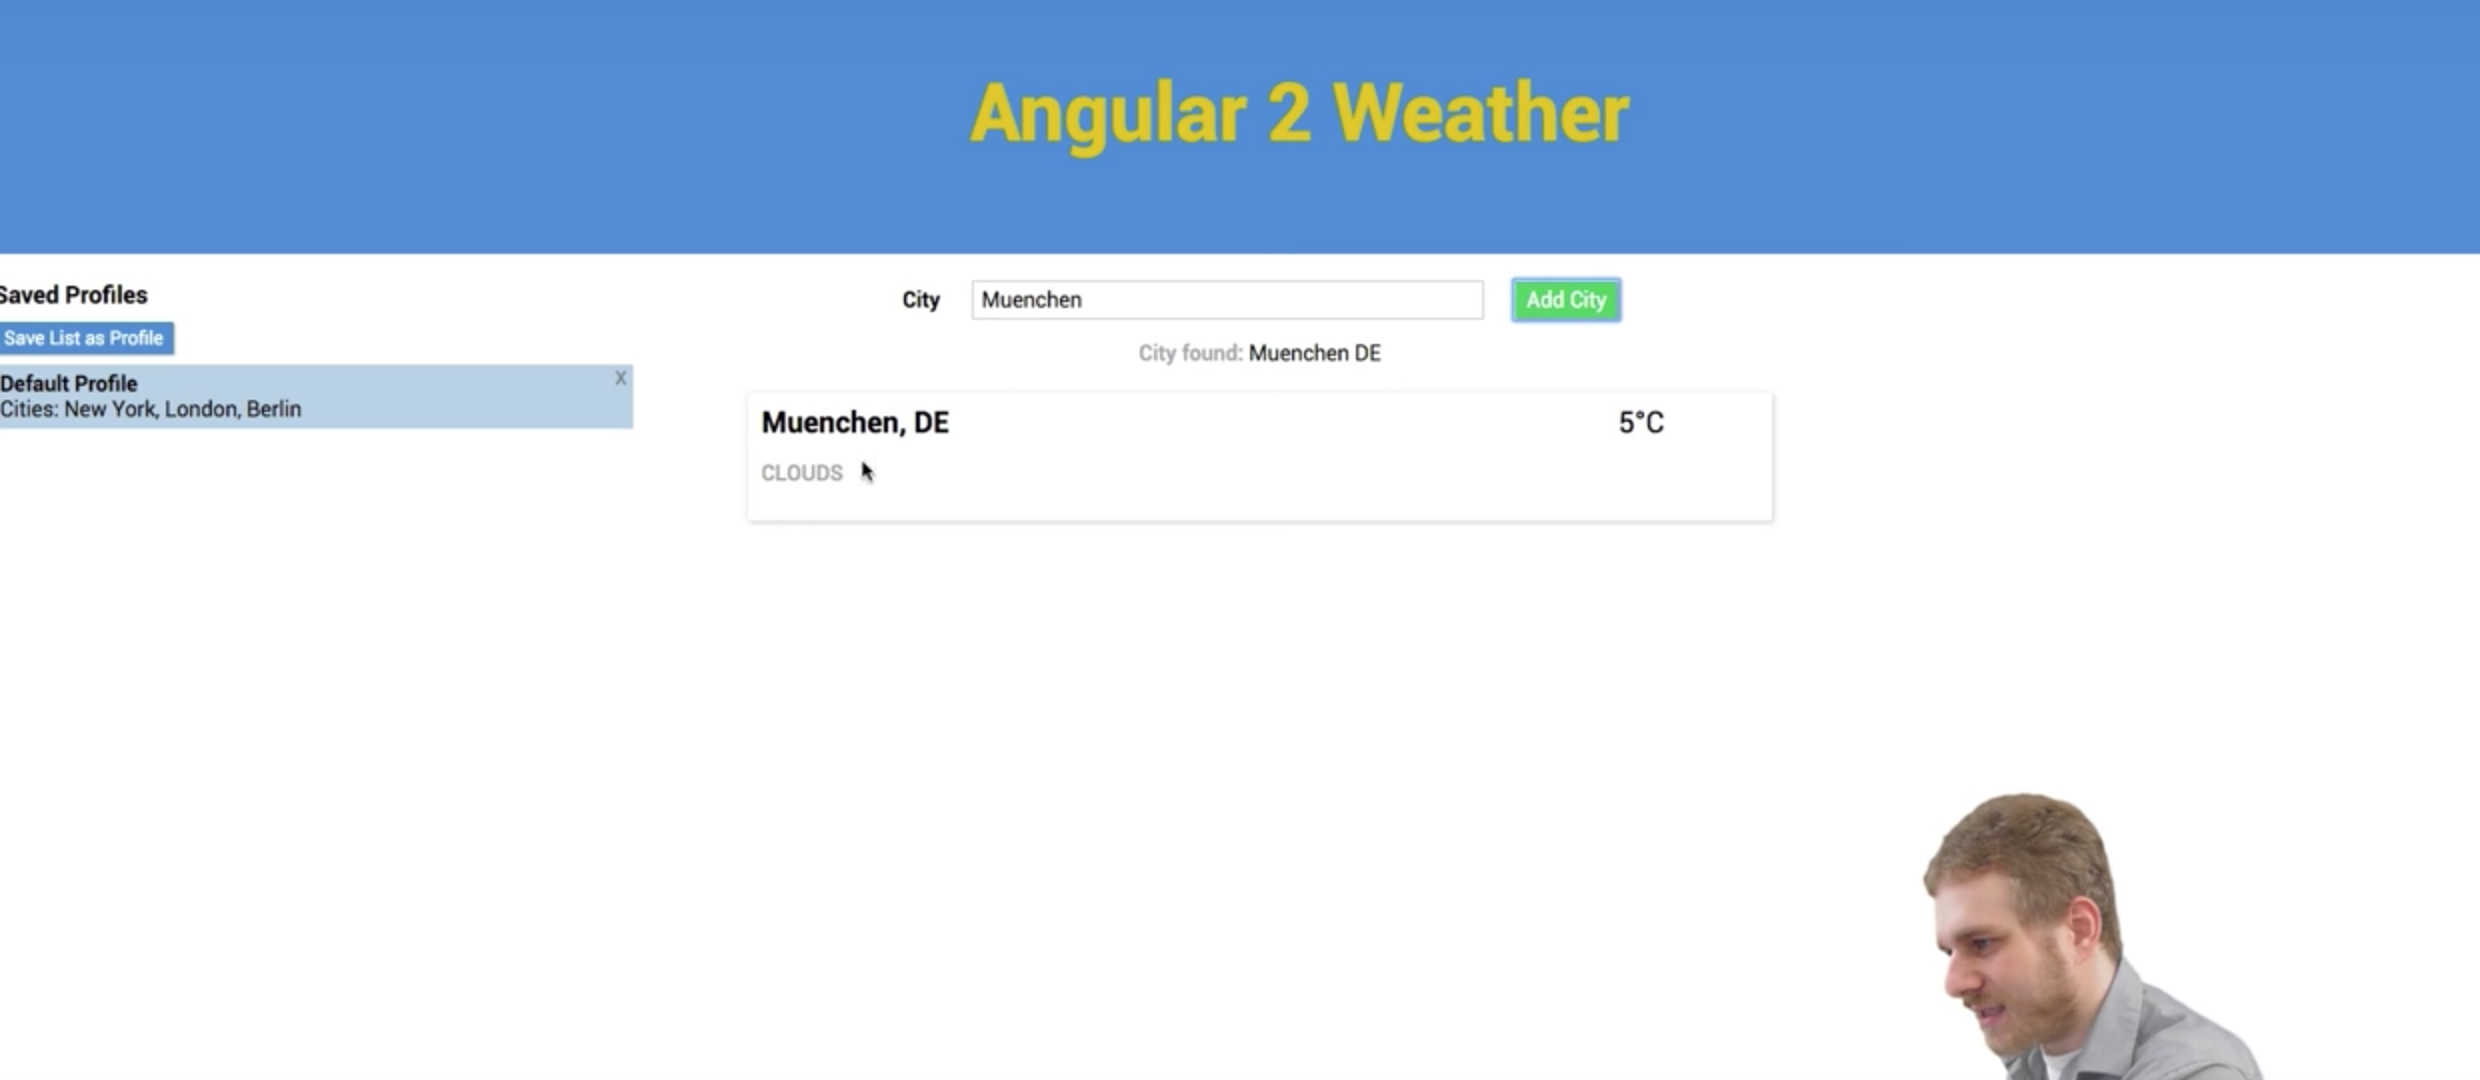 Angular 2 Weather
Saved Profiles
Save List as Profile
Default Profile
X
Cities: New York, London, Berlin
City
Muenchen
Add City
City found: Muenchen DE
Muenchen, DE
5°C
CLOUDS